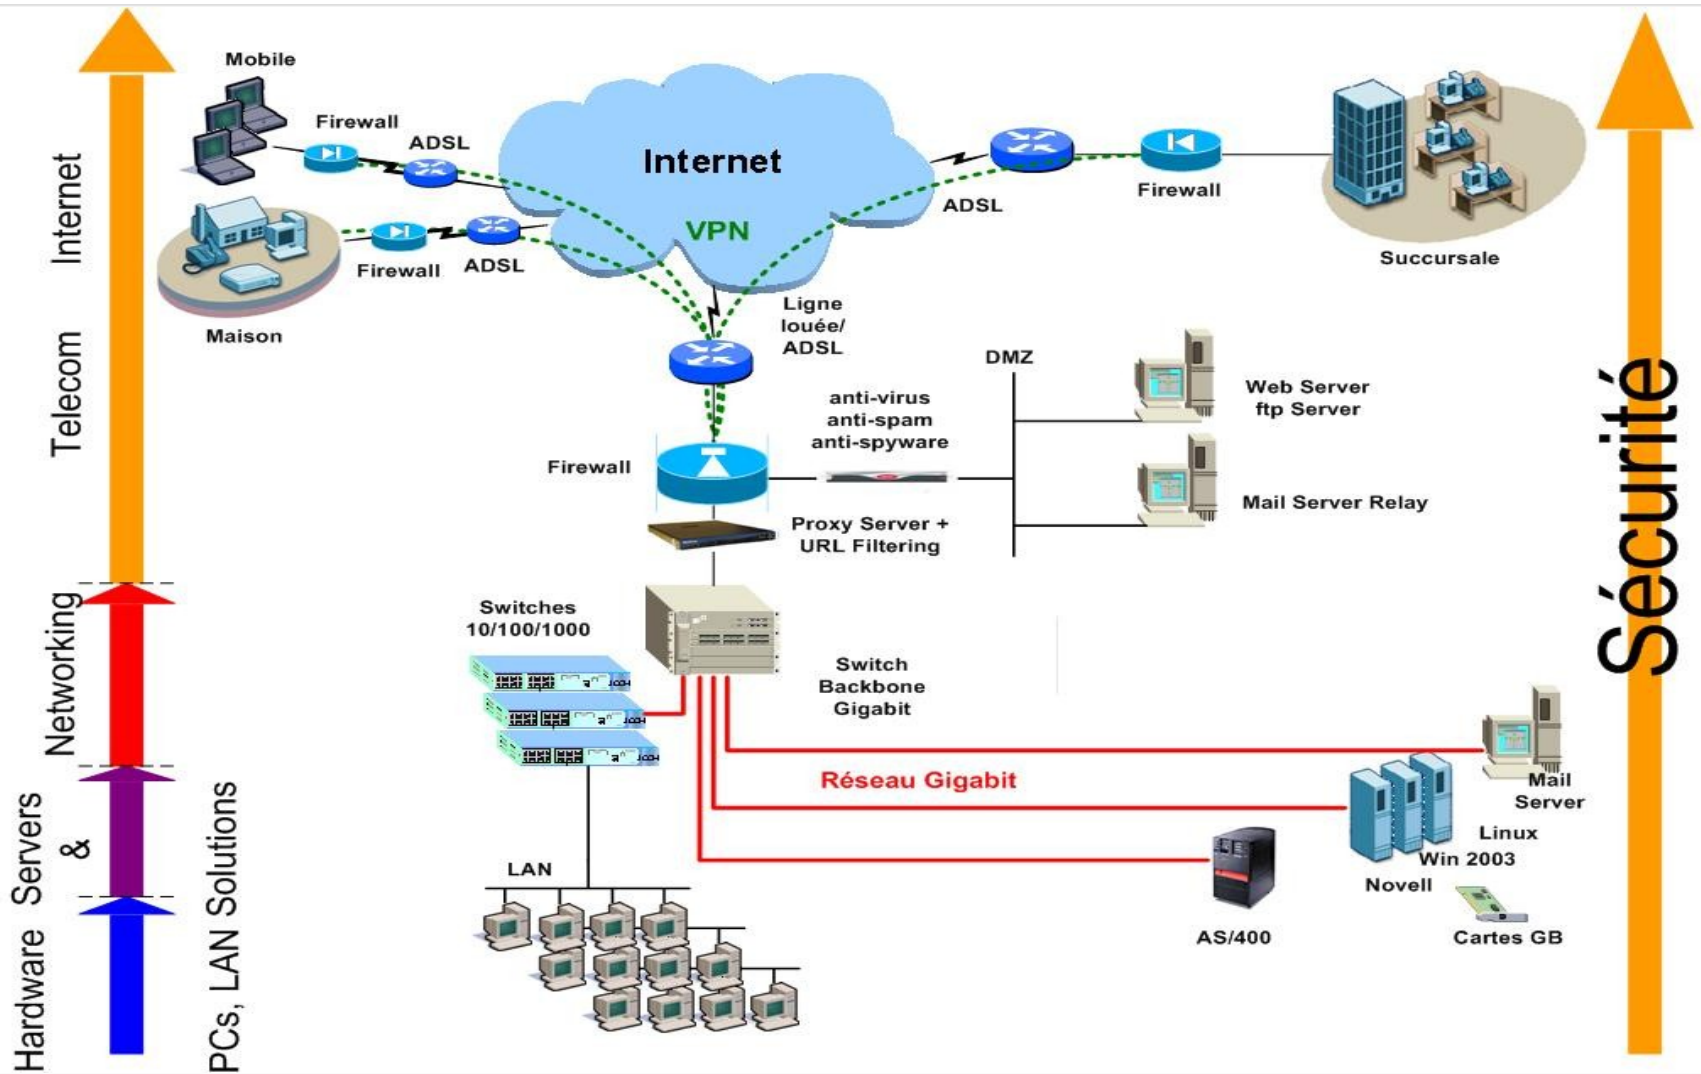 Mobile
Firewall
ADSL
Internet
VPN
ADSL
Firewall
Succursale
Firewall
ADSL
Maison
Ligne
louée/
ADSL
DMZ
anti-virus
anti-spam
anti-spyware
Web Server
ftp Server
Firewall
Mail Server Relay
Proxy Server +
URL Filtering
Switches
10/100/1000
Switch
Backbone
Gigabit
Réseau Gigabit
Mail
Server
Linux
Win 2003
Novell
LAN
AS/400
Cartes GB
Internet
Telecom
Networking
Servers
&
Hardware
PCs, LAN Solutions
Sécurité